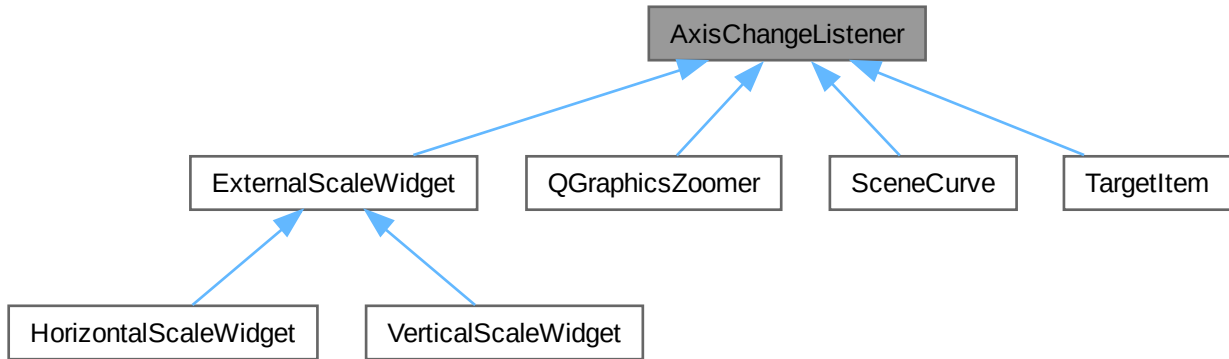 AxisChangeListener
ExternalScaleWidget
QGraphicsZoomer
SceneCurve
TargetItem
HorizontalScaleWidget
VerticalScaleWidget